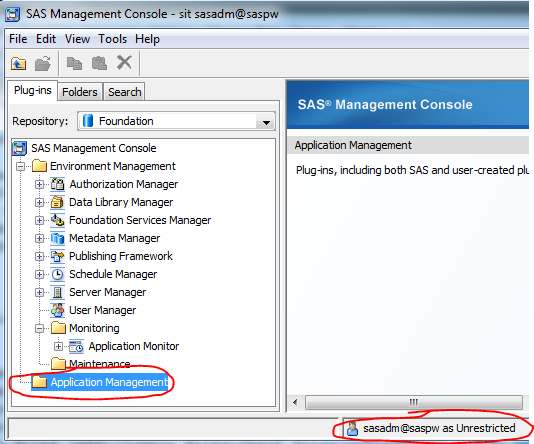 SAS Management Console - sit sasadm@saspw
File Edit View Tools Help
Plug-ins Folders Search
Repository: Foundation
SAS Management Console
Environment Management
Authorization Manager
Data Library Manager
Foundation Services Manager
Metadata Manager
Publishing Framework
Schedule Manager
Server Manager
User Manager
Monitoring
Application Monitor
Maintenance
Application Management
SAS® Management Console
Application Management
Plug-ins, including both SAS and user-created plu
sasadm@saspw as Unrestricted